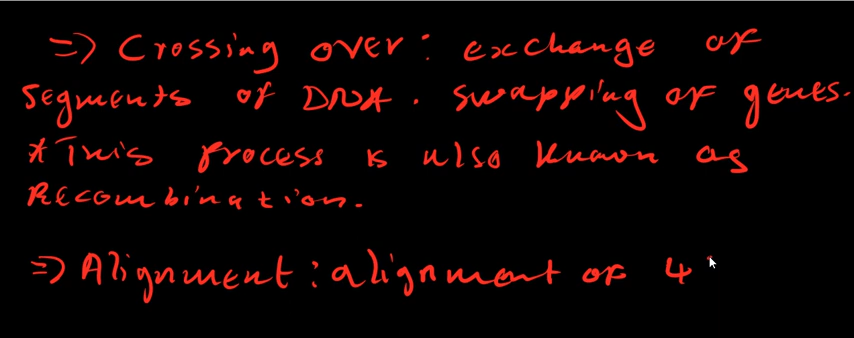 => Crossing over: exchange of
segments of DNA. swapping of genes.
*This process is also known as
Recombination.
=> Alignment: alignment of 4